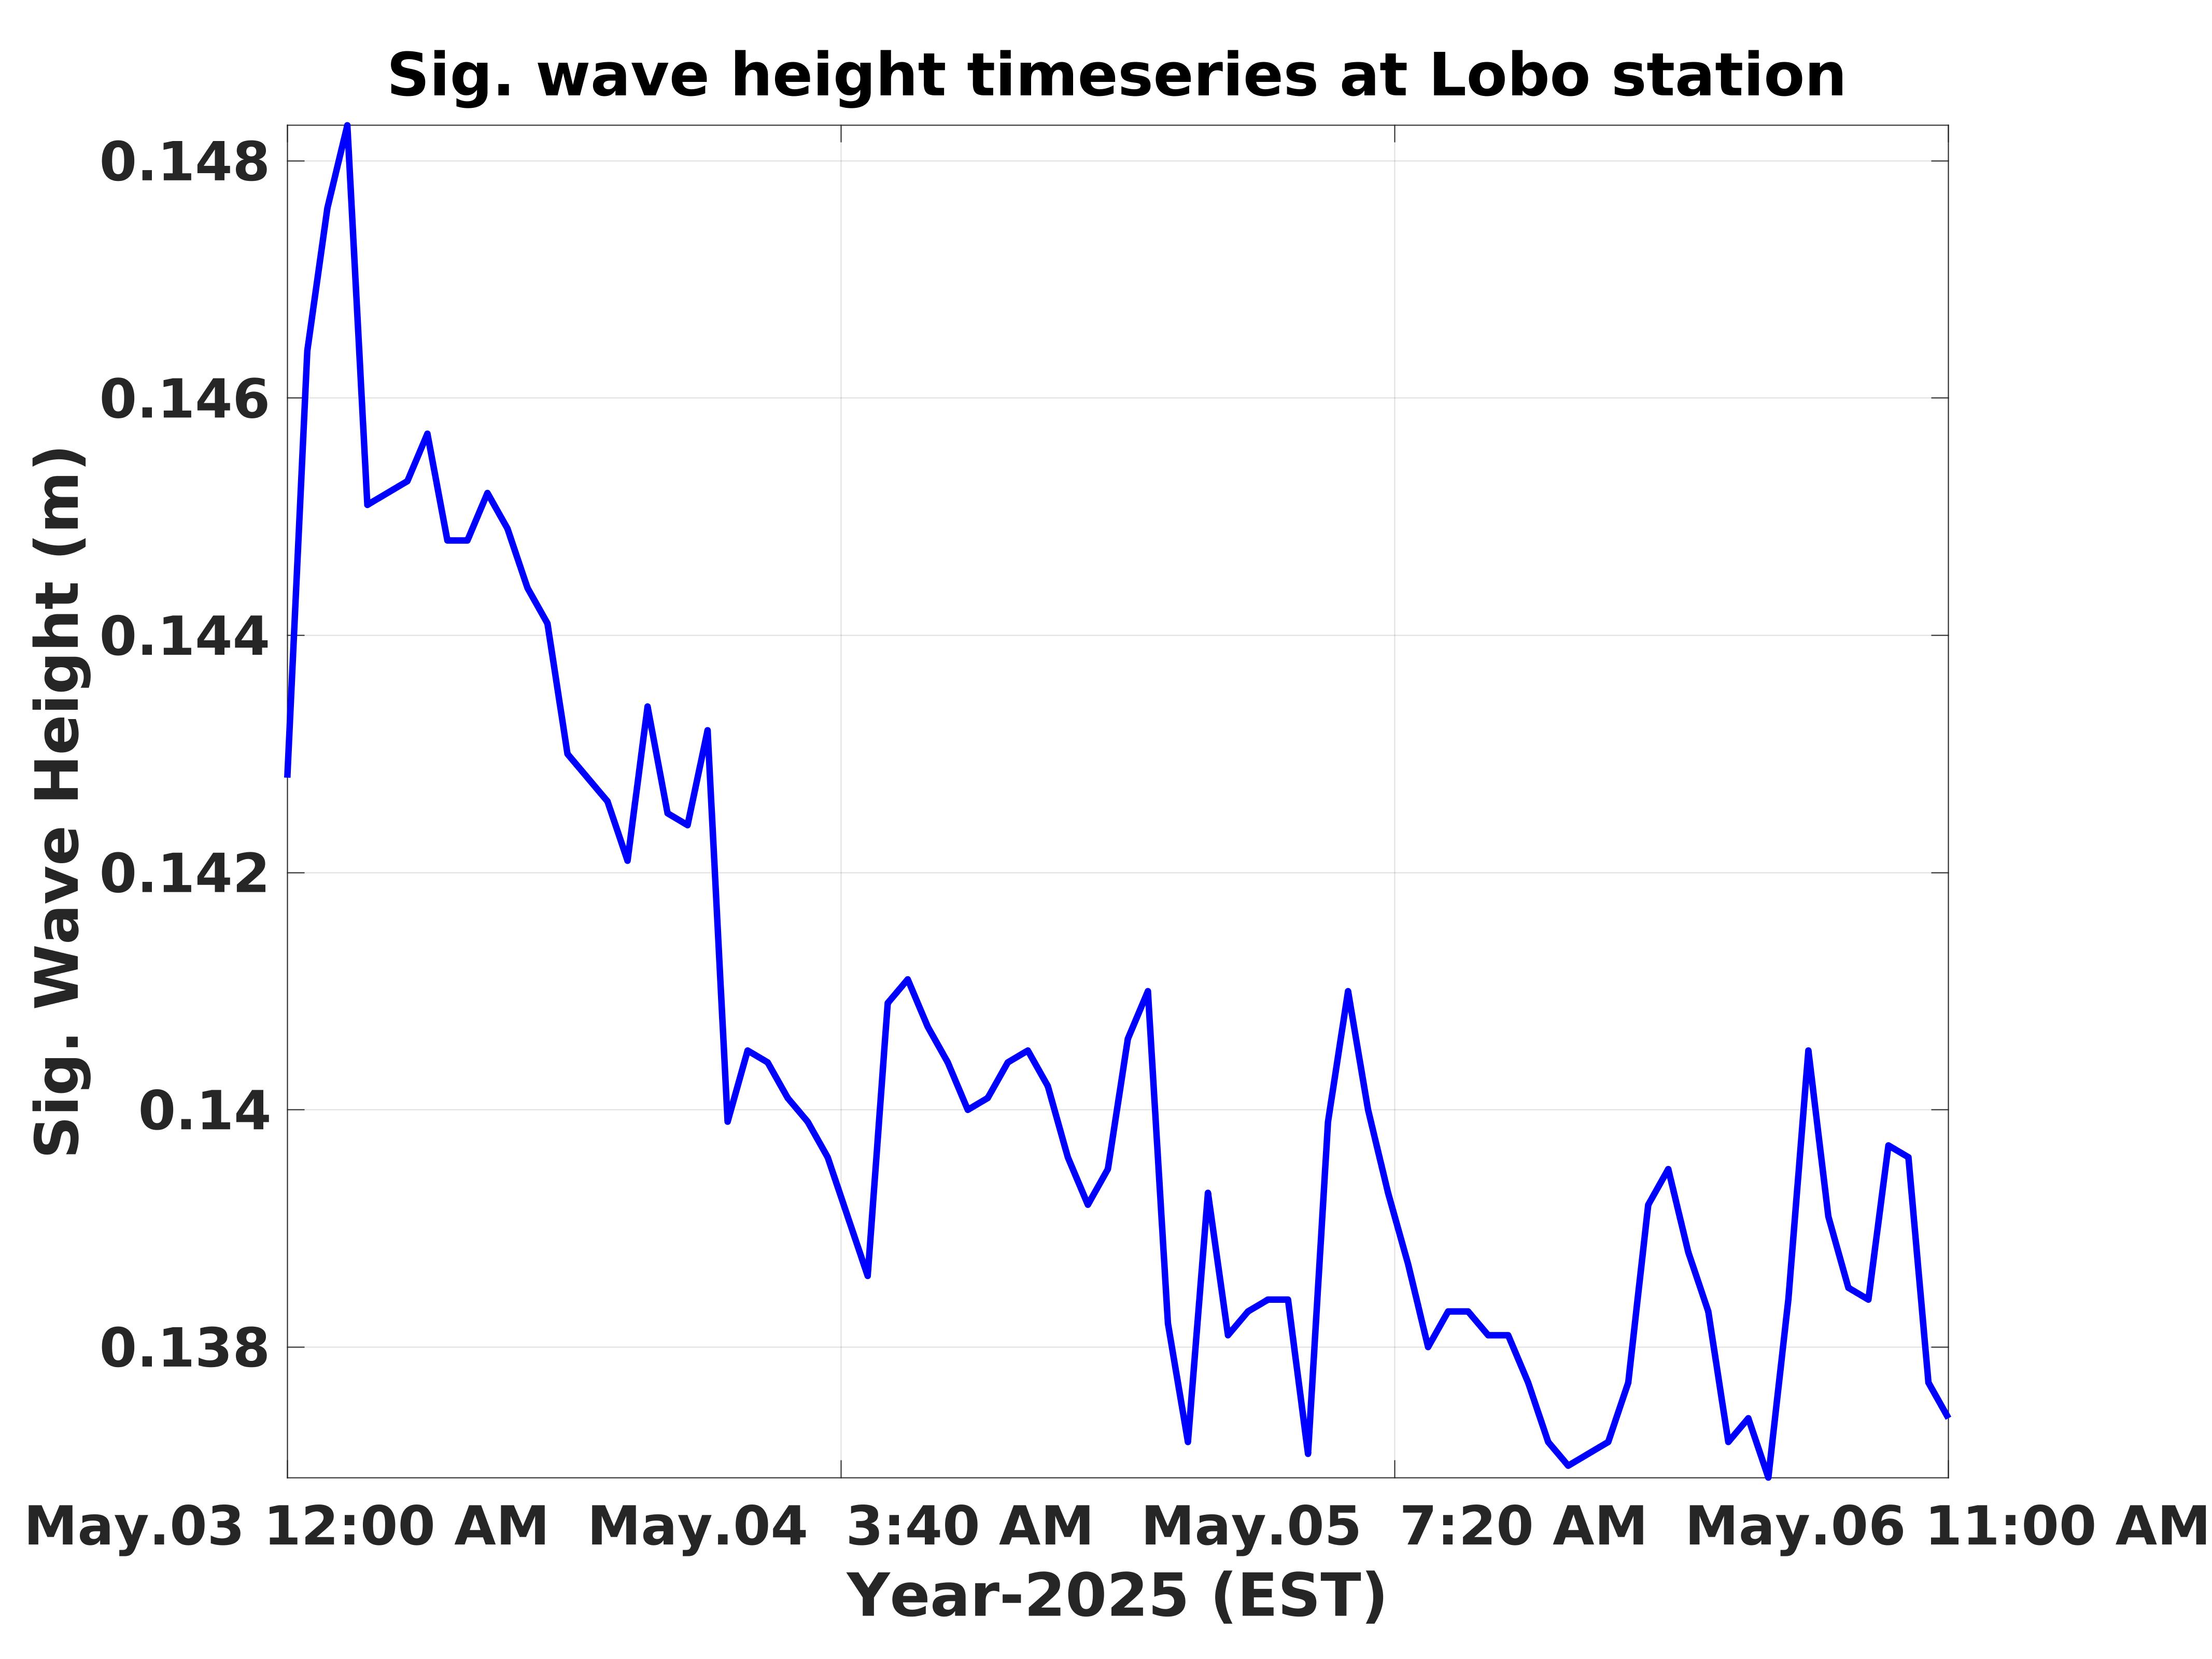 Sig. wave height timeseries at Lobo station
0.148
0.146
0.144
0.142
0.14
0.138
Sig. Wave Height (m)
May.03 12:00 AM May.04 3:40 AM May.05 7:20 AM May.06 11:00 AM
Year-2025 (EST)